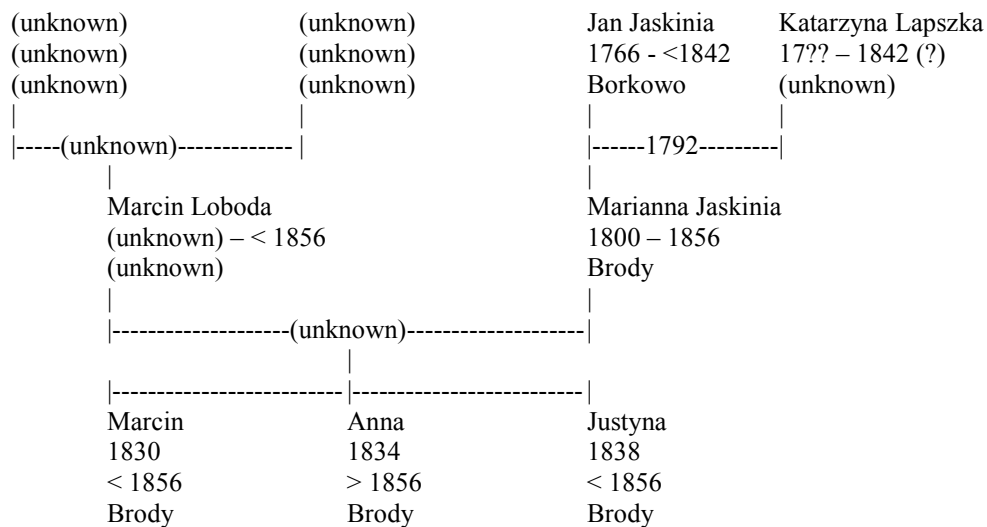 (unknown) (unknown) Jan Jaskinia Katarzyna Lapszka
(unknown) (unknown) 1766 - <1842 17?? – 1842 (?)
(unknown) (unknown) Borkowo (unknown)
| | | |
|-----(unknown)------------- | |------1792---------|
| |
Marcin Loboda Marianna Jaskinia
(unknown) – < 1856 1800 – 1856
(unknown) Brody
| |
|--------------------(unknown)--------------------|
|
|-------------------------- |--------------------------|
Marcin Anna Justyna
1830 1834 1838
< 1856 > 1856 < 1856
Brody Brody Brody